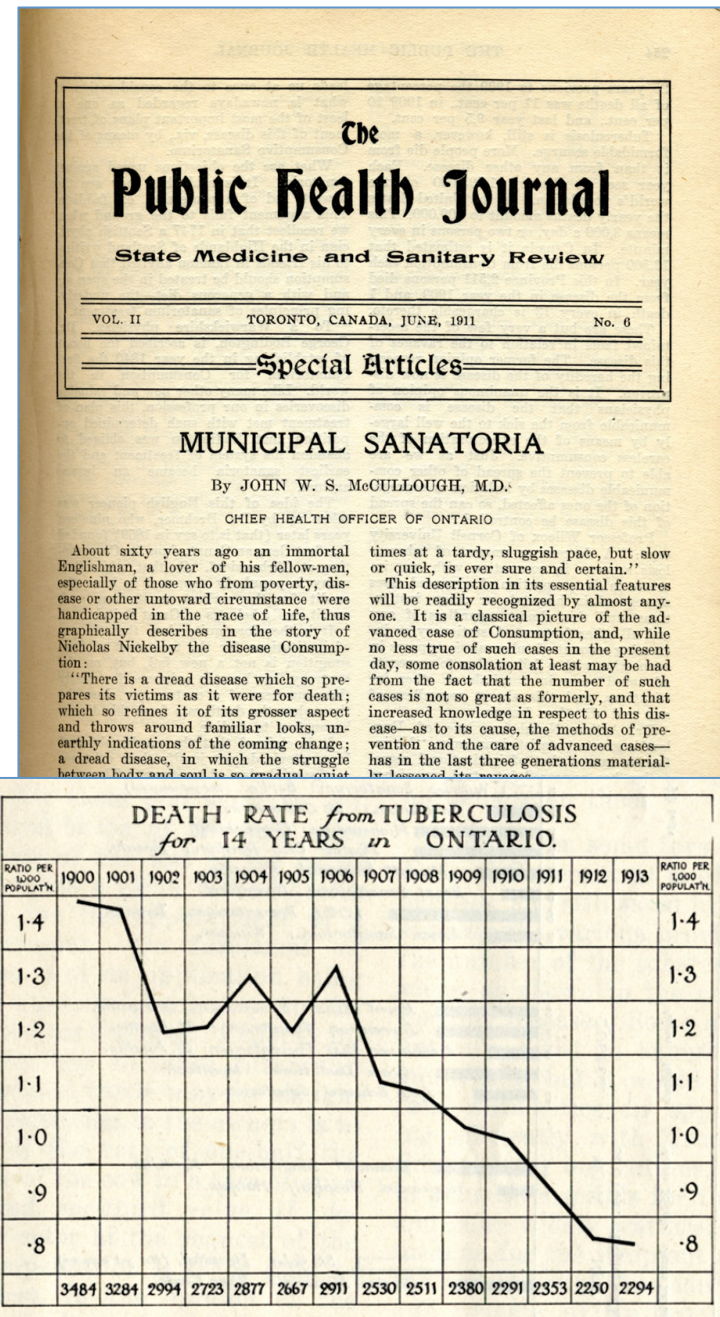 The
Public Health Journal
State Medicine and Sanitary Review
VOL. II TORONTO, CANADA, JUNE, 1911 No. 6
Special Articles
MUNICIPAL SANATORIA
By JOHN W. S. McCULLOUGH, M.D.
CHIEF HEALTH OFFICER OF ONTARIO
About sixty years ago an immortal
Englishman, a lover of his fellow-men,
especially of those who from poverty, dis-
ease or other untoward circumstance were
handicapped in the race of life, thus
graphically describes in the story of
Nicholas Nickelby the disease Consump-
tion:
“There is a dread disease which so pre-
pares its victims as it were for death;
which so refines it of its grosser aspect
and throws around familiar looks, un-
earthly indications of the coming change;
a dread disease, in which the struggle
between body and soul is so gradual, quiet
times at a tardy, sluggish pace, but slow
or quick, is ever sure and certain.”
This description in its essential features
will be readily recognized by almost any-
one. It is a classical picture of the ad-
vanced case of Consumption, and, while
no less true of such cases in the present
day, some consolation at least may be had
from the fact that the number of such
cases is not so great as formerly, and that
increased knowledge in respect to this dis-
ease—as to its cause, the methods of pre-
vention and the care of advanced cases—
has in the last three generations material-
ly lessened its ravages
DEATH RATE from TUBERCULOSIS
for 14 YEARS in ONTARIO.
RATIO PER 1,000 POPULAT'N. 1900 1901 1902 1903 1904 1905 1906 1907 1908 1909 1910 1911 1912 1913 RATIO PER 1,000 POPULAT'N.
1·4 1·4
1·3 1·3
1·2 1·2
1·1 1·1
1·0 1·0
·9 ·9
·8 ·8
3484 3284 2994 2723 2877 2667 2911 2530 2511 2380 2291 2353 2250 2294